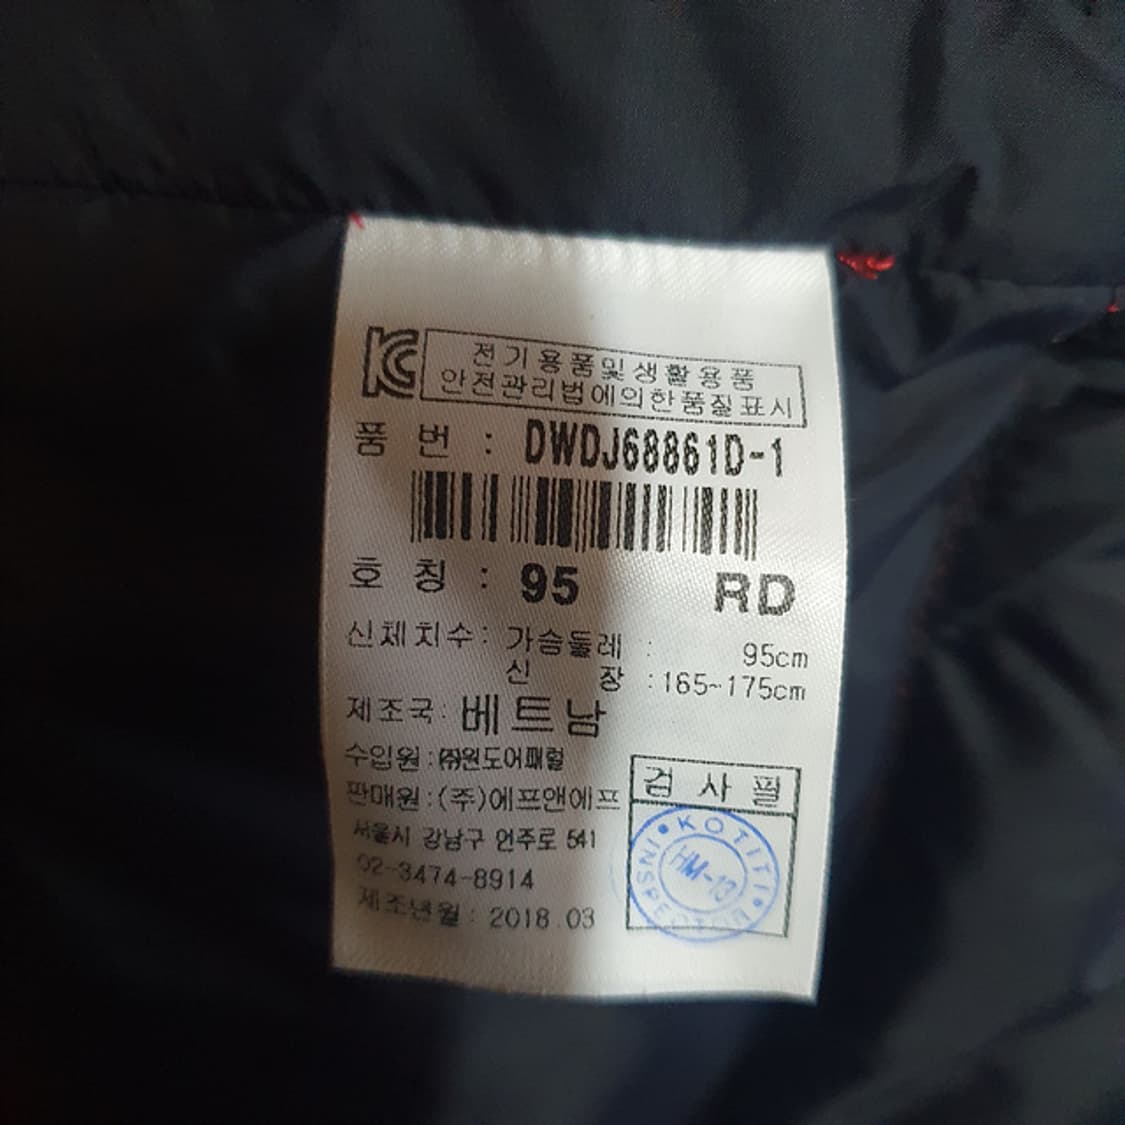 KC 전기용품및생활용품
안전관리법에의한품질표시
품 번 : DWDJ68861D-1
호 칭 : 95 RD
신체치수: 가슴둘레 : 95cm
신 장 :165~175cm
제조국: 베트남
수입원 :㈜원도어패럴
판매원 :(주)에프앤에프
서울시 강남구 언주로 541
02-3474-8914
제조년월 : 2018.03
검 사 필
KOTITI
HM-13
INSPECTOR